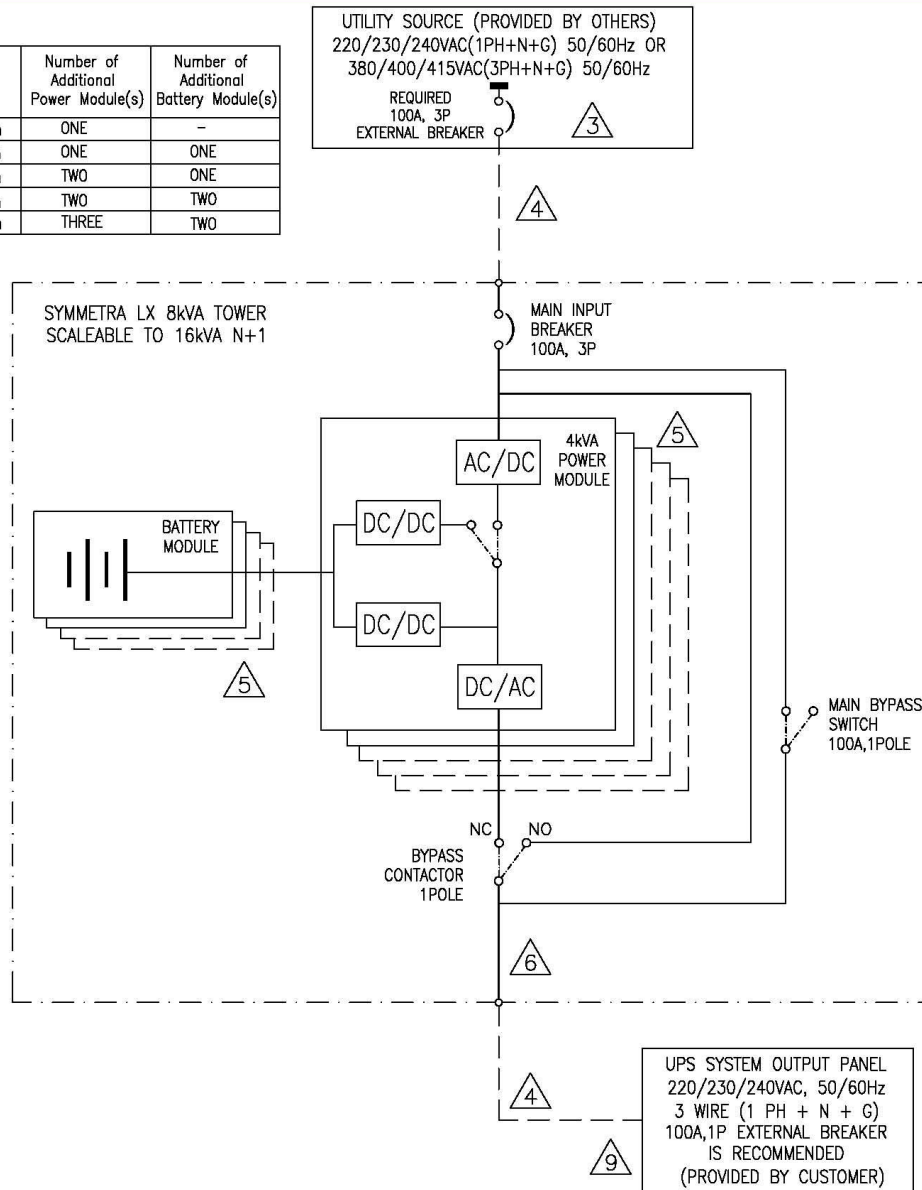 UTILITY SOURCE (PROVIDED BY OTHERS)
220/230/240VAC(1PH+N+G) 50/60Hz OR
380/400/415VAC(3PH+N+G) 50/60Hz
REQUIRED
100A, 3P
EXTERNAL BREAKER
3
Number of
Additional
Power Module(s)
Number of
Additional
Battery Module(s)
ONE
-
ONE
ONE
TWO
ONE
TWO
TWO
THREE
TWO
4
SYMMETRA LX 8kVA TOWER
SCALEABLE TO 16kVA N+1
MAIN INPUT
BREAKER
100A, 3P
5
4kVA
POWER
MODULE
AC/DC
DC/DC
BATTERY
MODULE
DC/DC
5
DC/AC
MAIN BYPASS
SWITCH
100A,1POLE
NC
NO
BYPASS
CONTACTOR
1POLE
6
4
9
UPS SYSTEM OUTPUT PANEL
220/230/240VAC, 50/60Hz
3 WIRE (1 PH + N + G)
100A,1P EXTERNAL BREAKER
IS RECOMMENDED
(PROVIDED BY CUSTOMER)